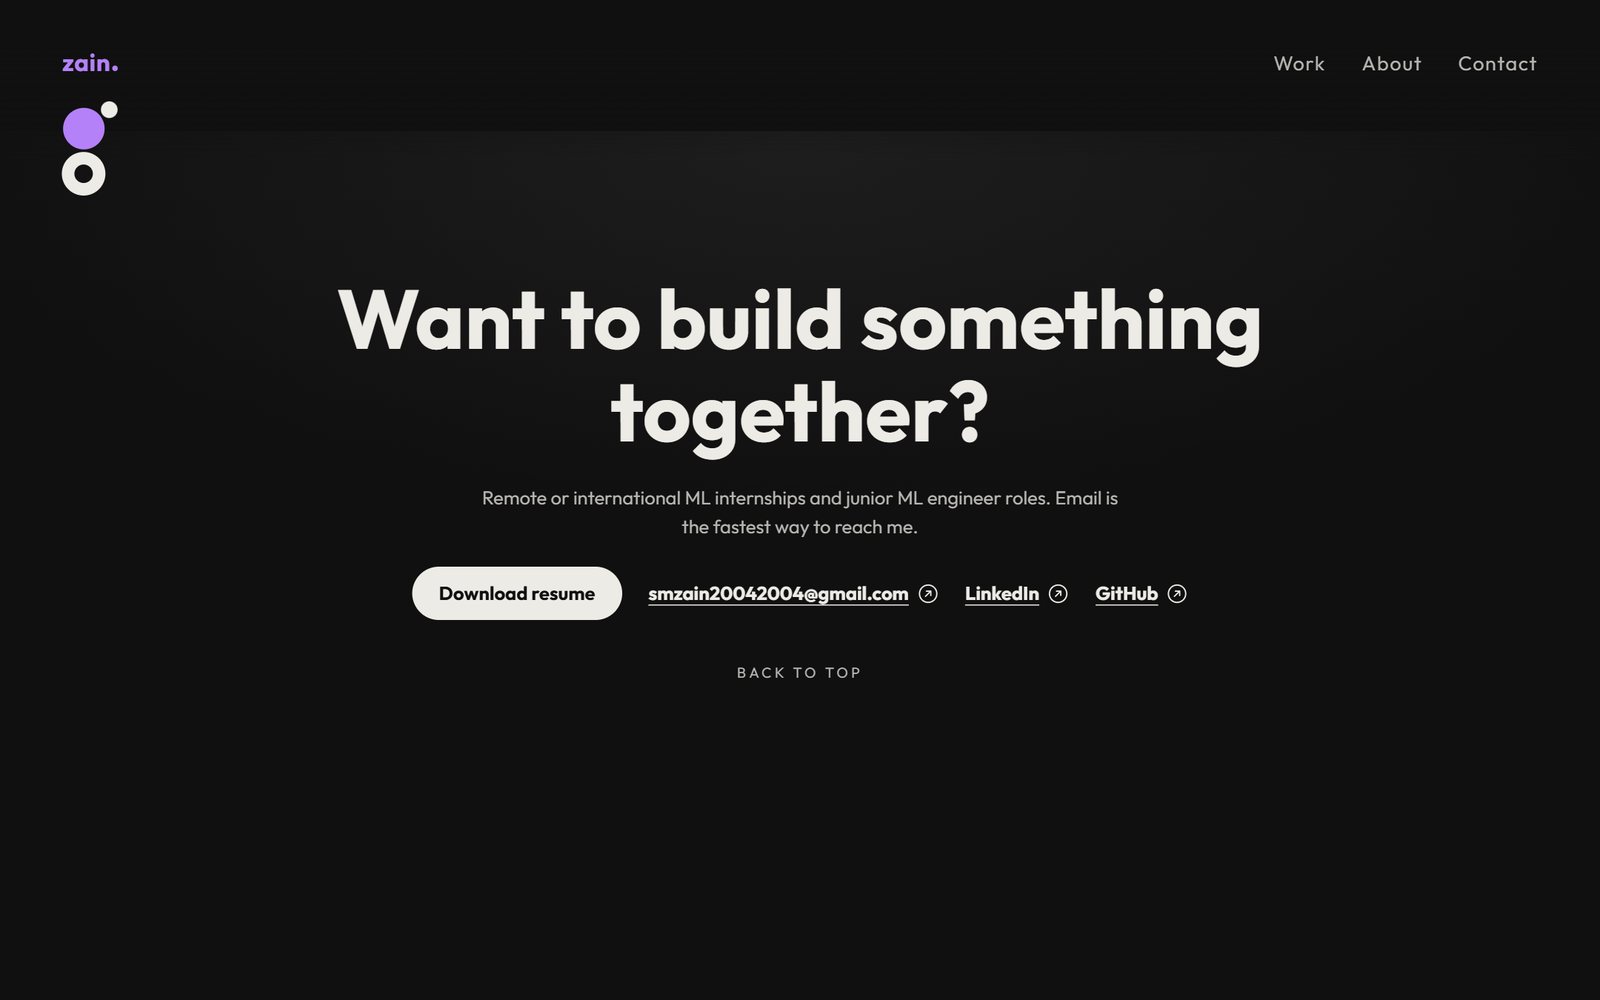 zain.
Work
About
Contact
Want to build something
together?
Remote or international ML internships and junior ML engineer roles. Email is
the fastest way to reach me.
Download resume
smzain20042004@gmail.com
LinkedIn
GitHub
BACK TO TOP